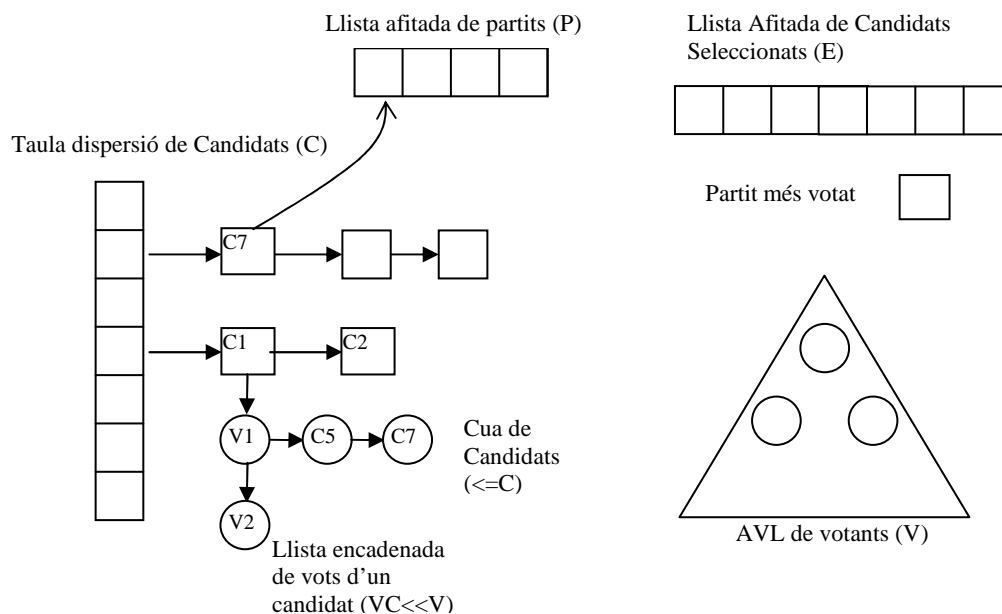 Llista afitada de partits (P)
Llista Afitada de Candidats
Seleccionats (E)
Taula dispersió de Candidats (C)
Partit més votat
C7
C1
C2
V1
C5
C7
Cua de
Candidats
(<=C)
V2
Llista encadenada
de vots d'un
candidat (VC<<V)
AVL de votants (V)